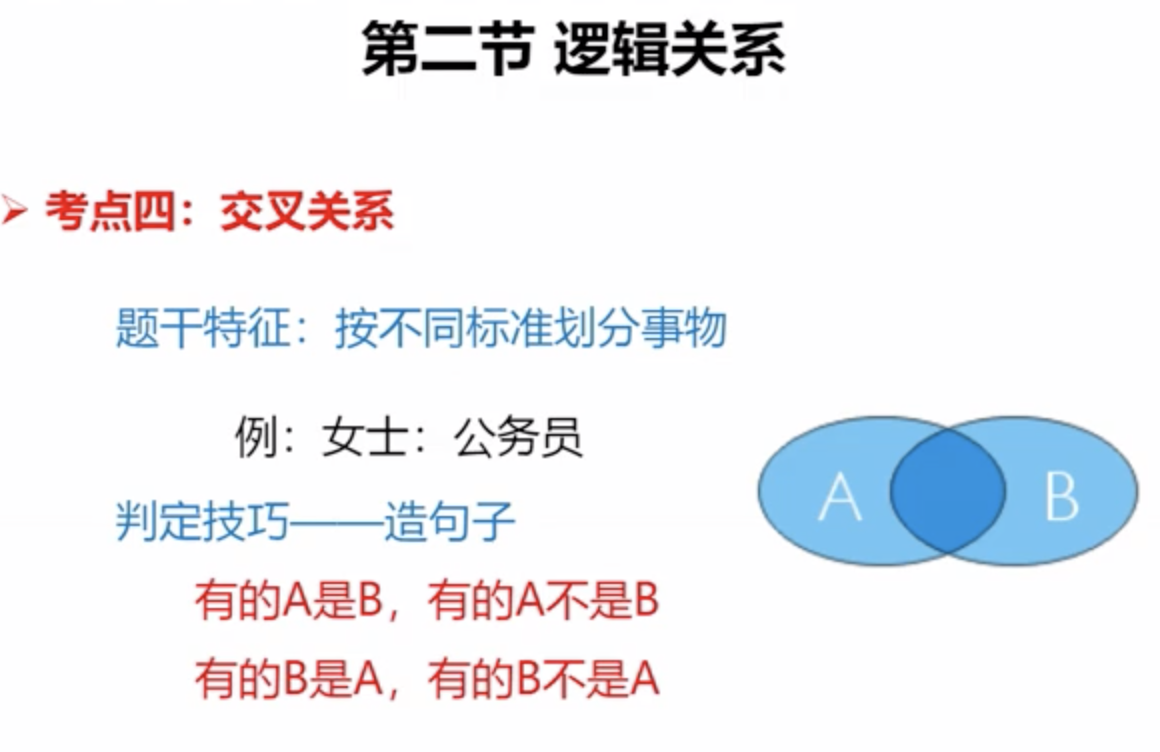 第二节 逻辑关系
考点四：交叉关系
题干特征：按不同标准划分事物
例：女士：公务员
A
B
判定技巧——造句子
有的A是B，有的A不是B
有的B是A，有的B不是A